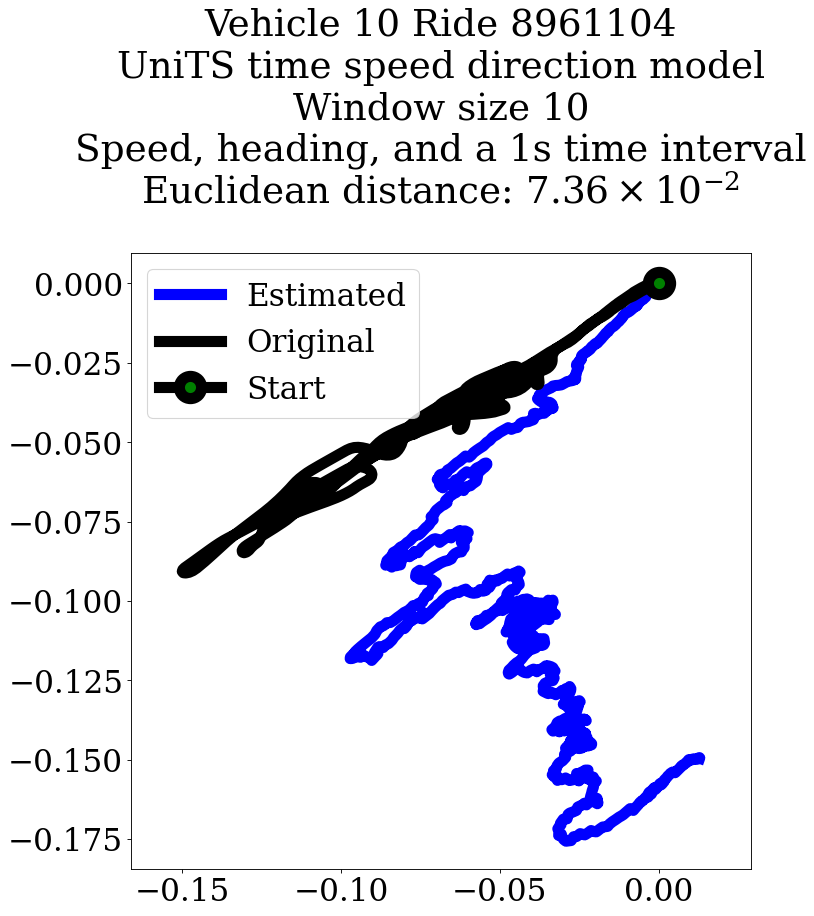 Vehicle 10 Ride 8961104
UniTS time speed direction model
Window size 10
Speed, heading, and a 1s time interval
Euclidean distance: 7.36 × 10⁻²
Estimated
Original
Start
0.000
−0.025
−0.050
−0.075
−0.100
−0.125
−0.150
−0.175
−0.15 −0.10 −0.05 0.00